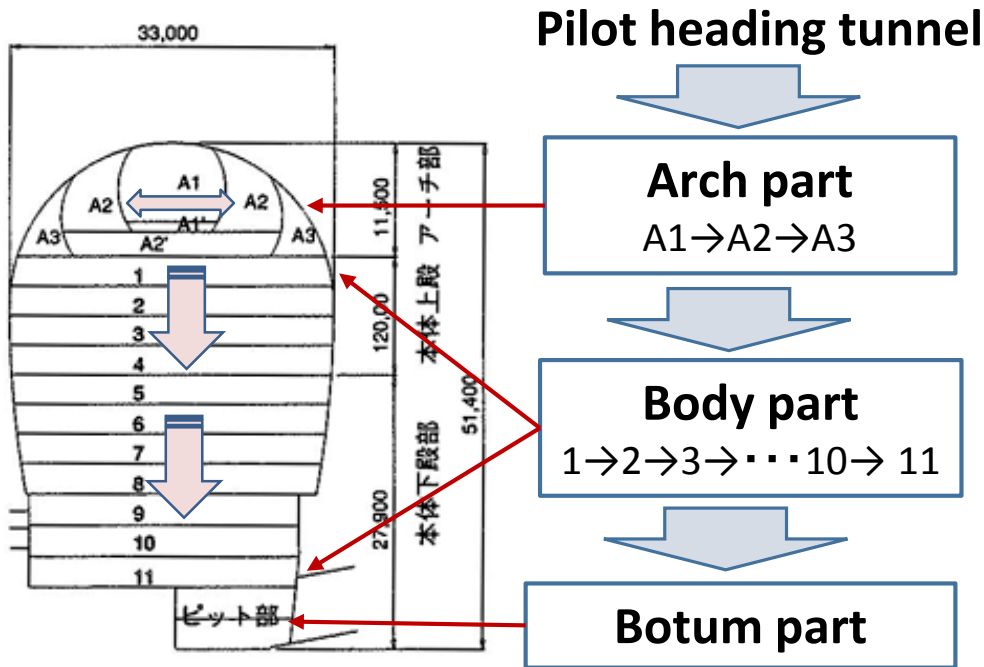 33,000
Pilot heading tunnel
Arch part
A1→A2→A3
Body part
1→2→3→・・・10→ 11
Botum part
A1
A2
A2
A1'
A3
A2'
A3
1
2
3
4
5
6
7
8
9
10
11
ピット部
11,500
アーチ部
120,00
本体上段
27,900
本体下段部
51,400